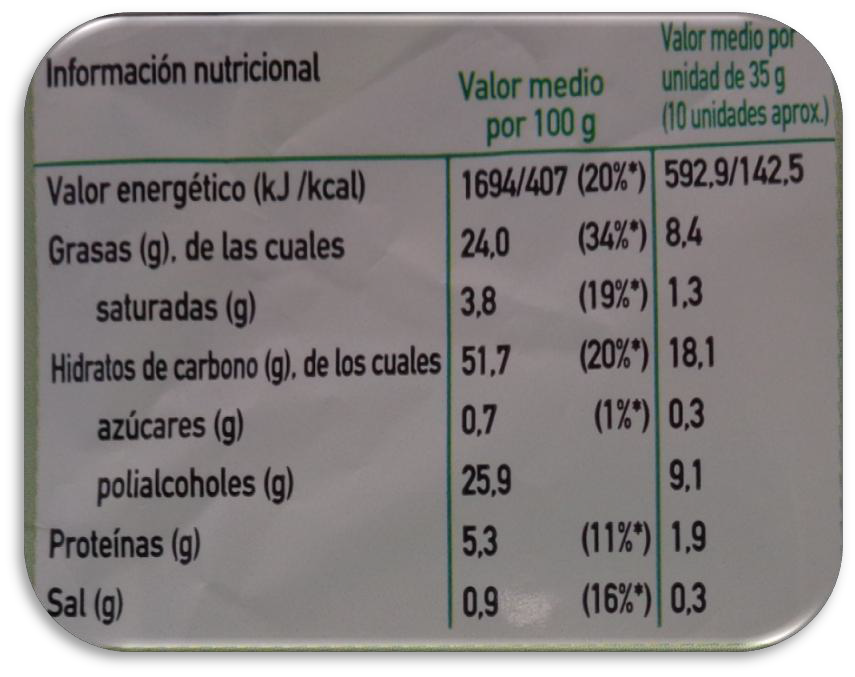 Información nutricional
Valor medio
por 100 g
Valor medio por
unidad de 35 g
(10 unidades aprox.)
Valor energético (kJ /kcal) 1694/407 (20%*) 592,9/142,5
Grasas (g), de las cuales 24,0 (34%*) 8,4
saturadas (g) 3,8 (19%*) 1,3
Hidratos de carbono (g), de los cuales 51,7 (20%*) 18,1
azúcares (g) 0,7 (1%*) 0,3
polialcoholes (g) 25,9 9,1
Proteínas (g) 5,3 (11%*) 1,9
Sal (g) 0,9 (16%*) 0,3